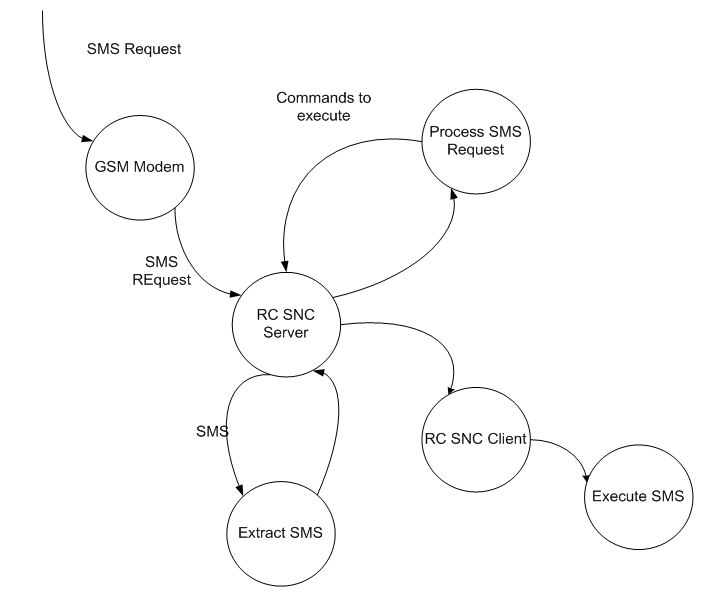 SMS Request
Commands to
execute
Process SMS
Request
GSM Modem
SMS
REquest
RC SNC
Server
SMS
RC SNC Client
Execute SMS
Extract SMS